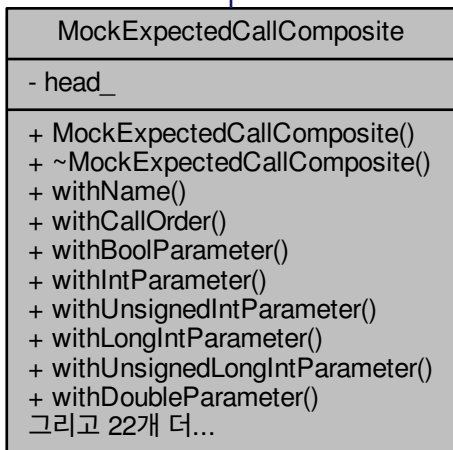 MockExpectedCallComposite
- head_
+ MockExpectedCallComposite()
+ ~MockExpectedCallComposite()
+ withName()
+ withCallOrder()
+ withBoolParameter()
+ withIntParameter()
+ withUnsignedIntParameter()
+ withLongIntParameter()
+ withUnsignedLongIntParameter()
+ withDoubleParameter()
그리고 22개 더...